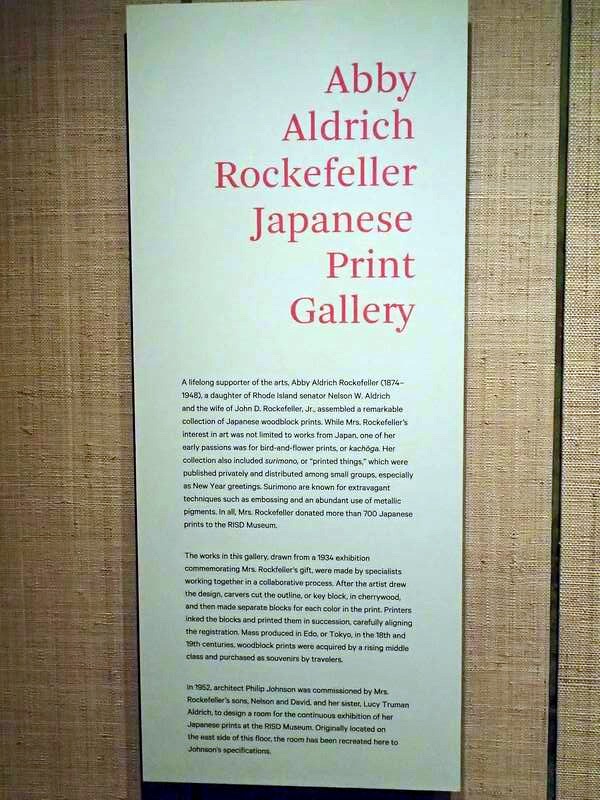 Abby
Aldrich
Rockefeller
Japanese
Print
Gallery
A lifelong supporter of the arts, Abby Aldrich Rockefeller (1874–
1948), a daughter of Rhode Island senator Nelson W. Aldrich
and the wife of John D. Rockefeller, Jr., assembled a remarkable
collection of Japanese woodblock prints. While Mrs. Rockefeller's
interest in art was not limited to works from Japan, one of her
early passions was for bird-and-flower prints, or kachōga. Her
collection also included surimono, or "printed things," which were
published privately and distributed among small groups, especially
as New Year greetings. Surimono are known for extravagant
techniques such as embossing and an abundant use of metallic
pigments. In all, Mrs. Rockefeller donated more than 700 Japanese
prints to the RISD Museum.
The works in this gallery, drawn from a 1934 exhibition
commemorating Mrs. Rockfeller's gift, were made by specialists
working together in a collaborative process. After the artist drew
the design, carvers cut the outline, or key block, in cherrywood,
and then made separate blocks for each color in the print. Printers
inked the blocks and printed them in succession, carefully aligning
the registration. Mass produced in Edo, or Tokyo, in the 18th and
19th centuries, woodblock prints were acquired by a rising middle
class and purchased as souvenirs by travelers.
In 1952, architect Philip Johnson was commissioned by Mrs.
Rockefeller's sons, Nelson and David, and her sister, Lucy Truman
Aldrich, to design a room for the continuous exhibition of her
Japanese prints at the RISD Museum. Originally located on
the east side of this floor, the room has been recreated here to
Johnson's specifications.